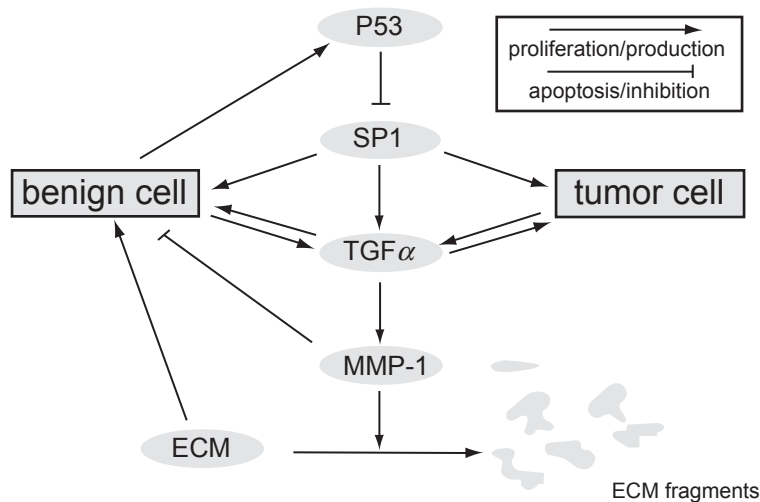 P53
proliferation/production
apoptosis/inhibition
SP1
benign cell
tumor cell
TGFα
MMP-1
ECM
ECM fragments